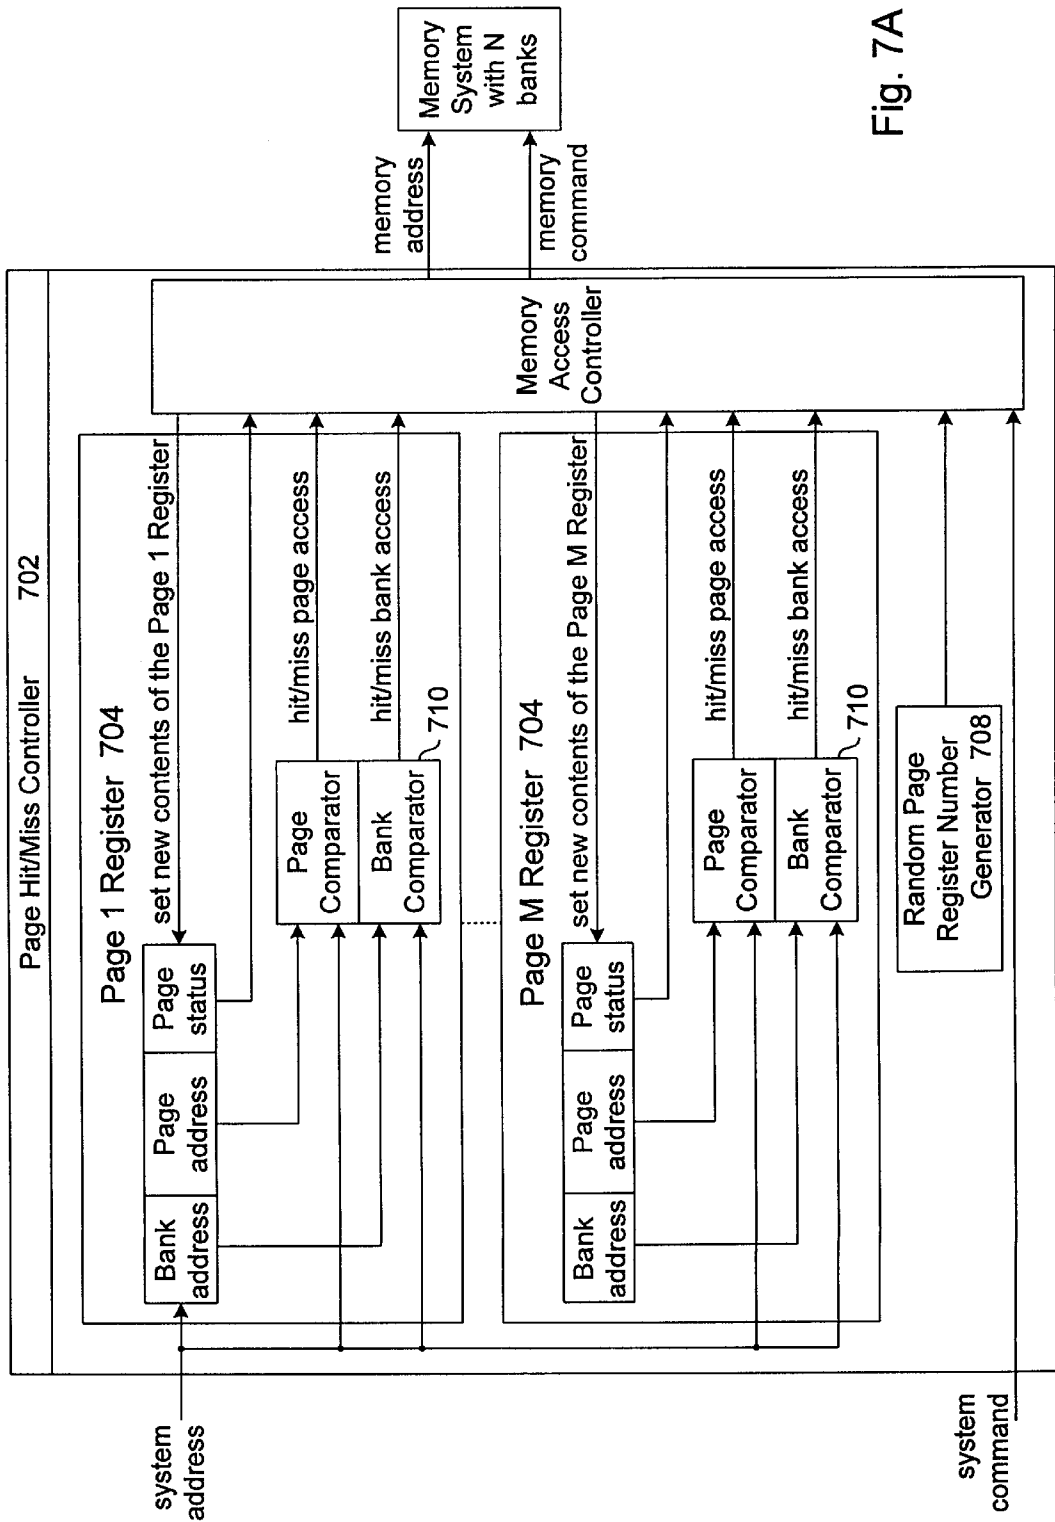 Page Hit/Miss Controller 702
system
address
Page 1 Register 704
set new contents of the Page 1 Register
Bank
address
Page
address
Page
status
Page
Comparator
Bank
Comparator
710
hit/miss page access
hit/miss bank access
Page M Register 704
set new contents of the Page M Register
Bank
address
Page
address
Page
status
Page
Comparator
Bank
Comparator
710
hit/miss page access
hit/miss bank access
Random Page
Register Number
Generator 708
system
command
Memory
Access
Controller
memory
address
memory
command
Memory
System
with N
banks
Fig. 7A